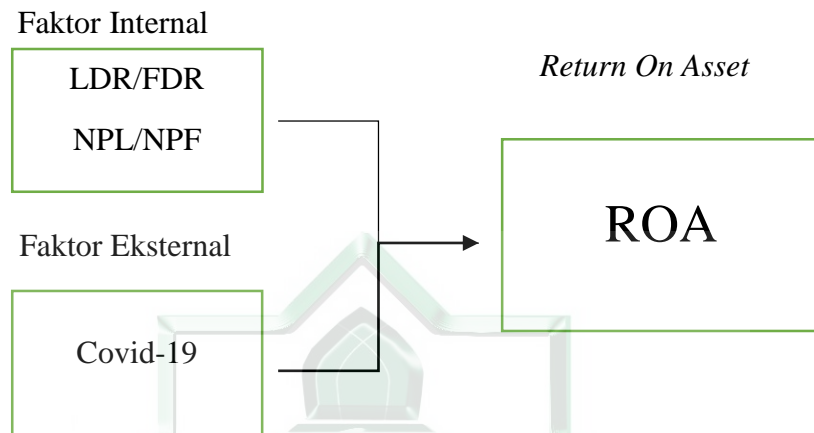 Faktor Internal
LDR/FDR
NPL/NPF
Return On Asset
ROA
Faktor Eksternal
Covid-19